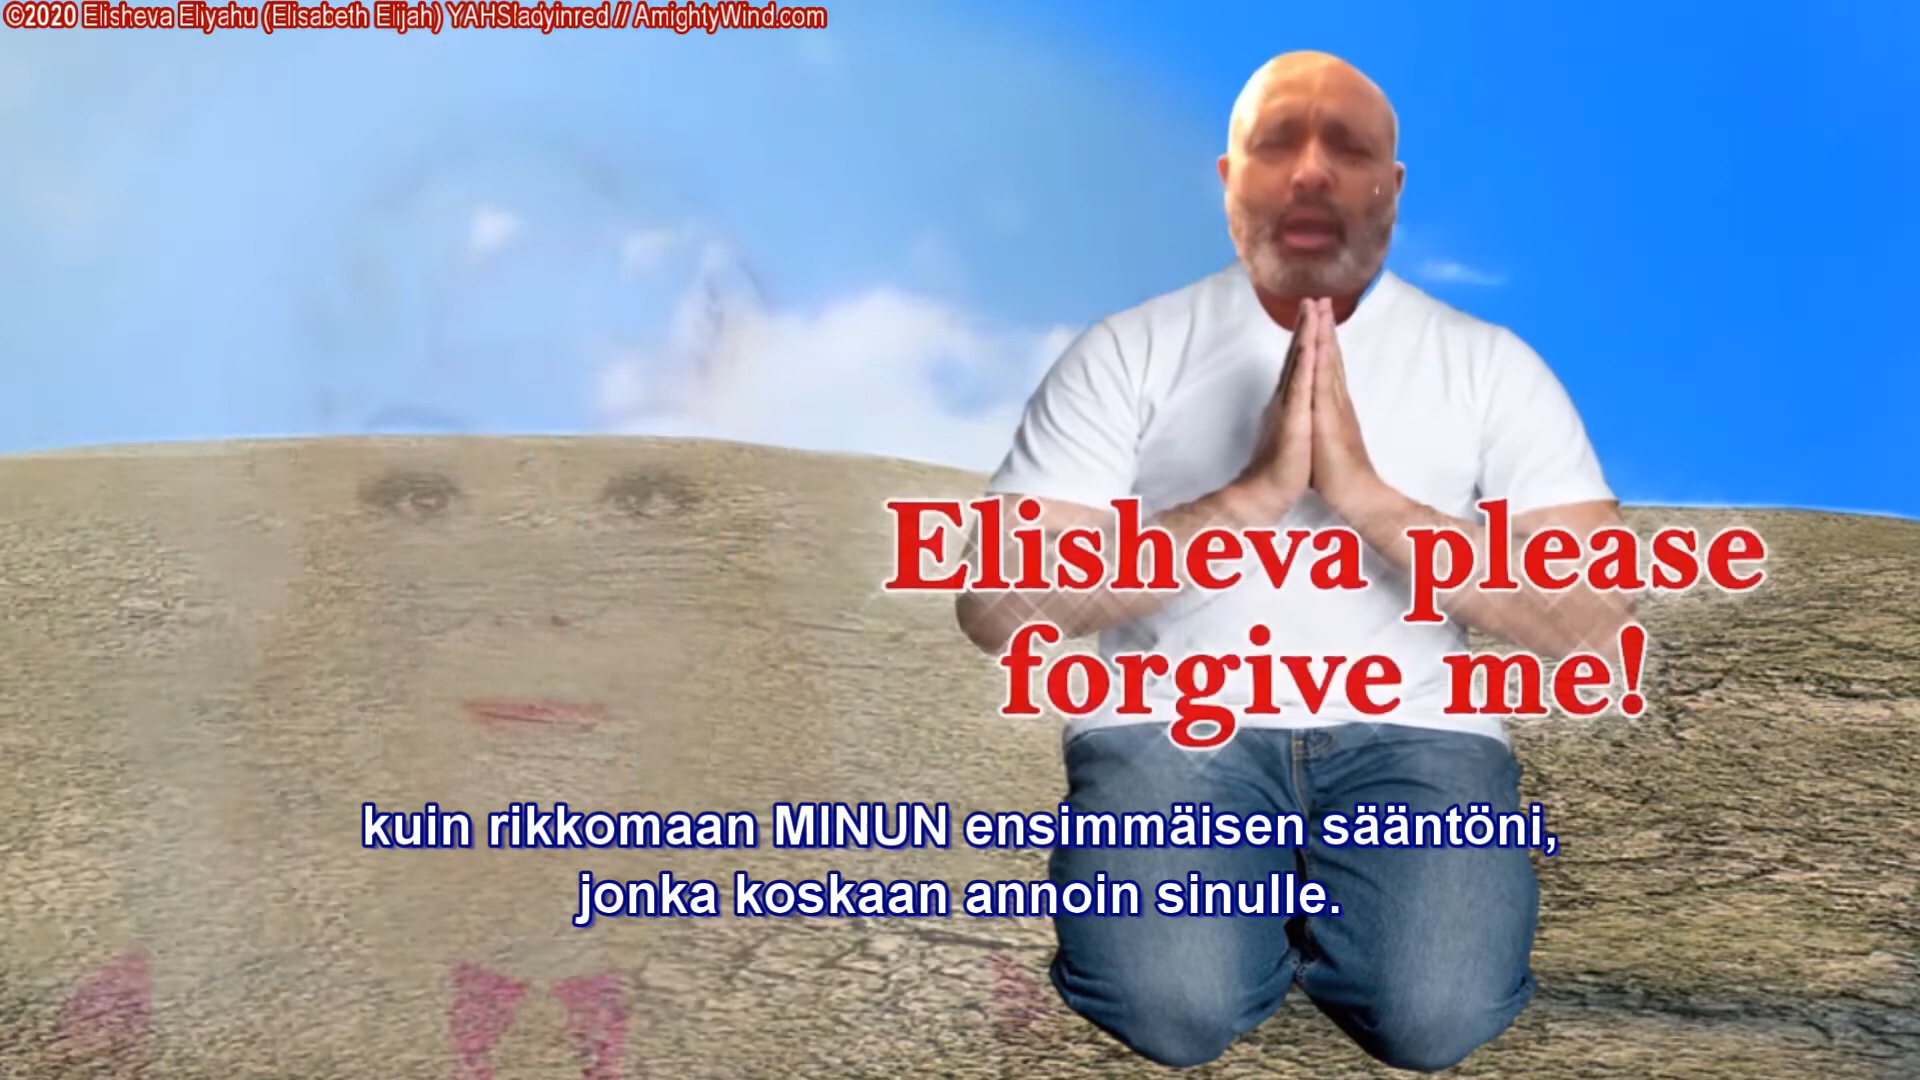 ©2020 Elisheva Eliyahu (Elisabeth Elijah) YAHSladyinred // AmightyWind.com
Elisheva please
forgive me!
kuin rikkomaan MINUN ensimmäisen sääntöni,
jonka koskaan annoin sinulle.